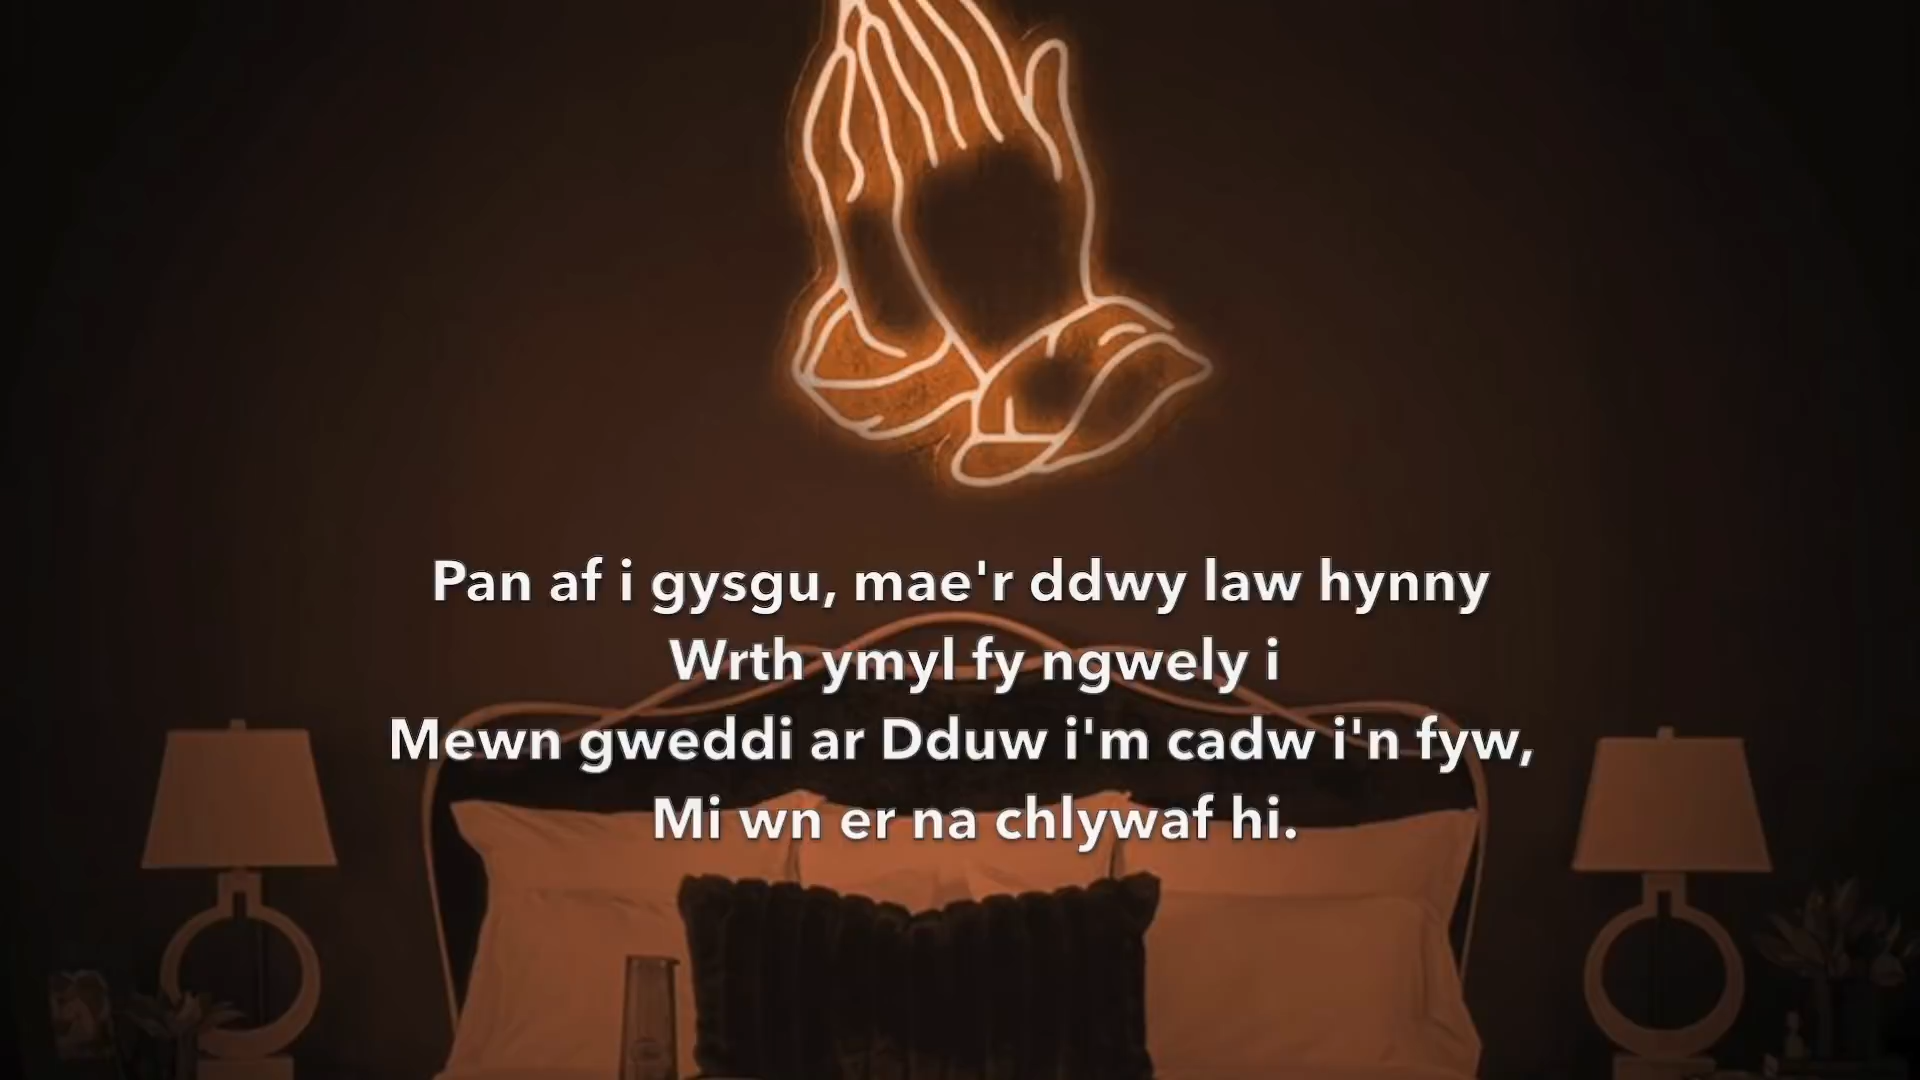 Pan af i gysgu, mae'r ddwy law hynny
Wrth ymyl fy ngwely i
Mewn gweddi ar Dduw i'm cadw i'n fyw,
Mi wn er na chlywaf hi.